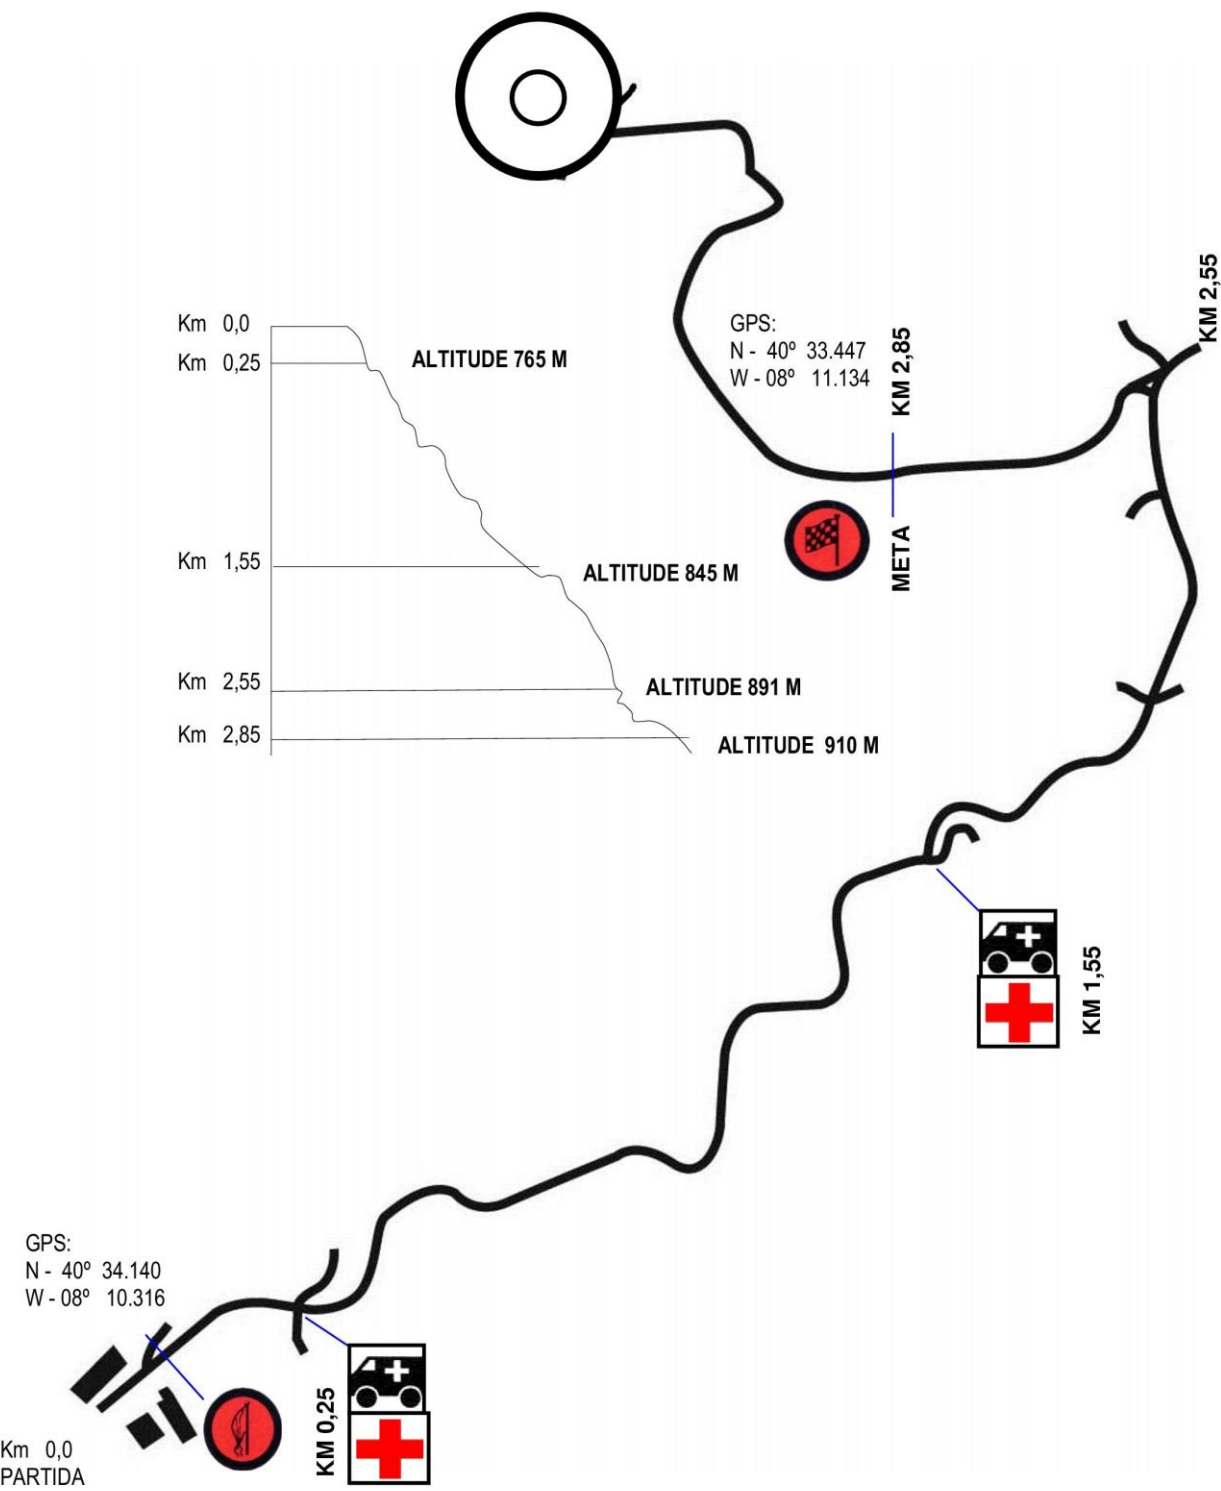 KM 2,55
GPS:
N - 40º 33.447
W - 08º 11.134
KM 2,85
META
Km 0,0
Km 0,25
ALTITUDE 765 M
Km 1,55
ALTITUDE 845 M
Km 2,55
ALTITUDE 891 M
Km 2,85
ALTITUDE 910 M
KM 1,55
GPS:
N - 40º 34.140
W - 08º 10.316
KM 0,25
Km 0,0
PARTIDA